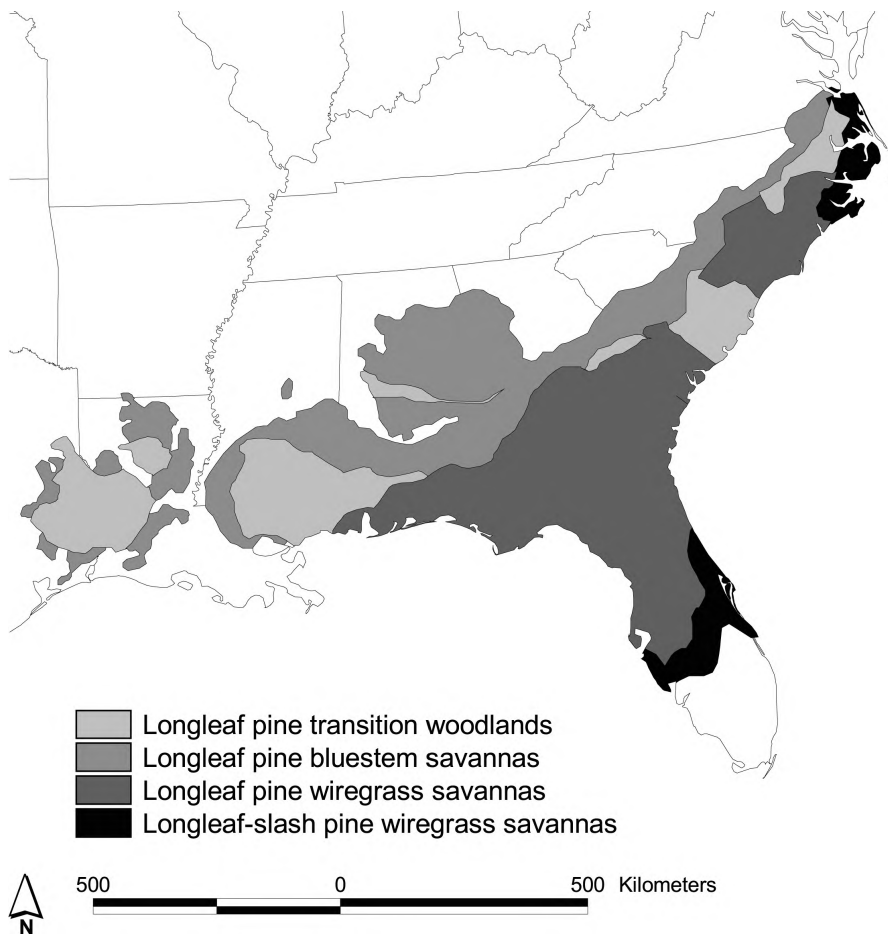 Longleaf pine transition woodlands
Longleaf pine bluestem savannas
Longleaf pine wiregrass savannas
Longleaf-slash pine wiregrass savannas
500 0 500 Kilometers
N